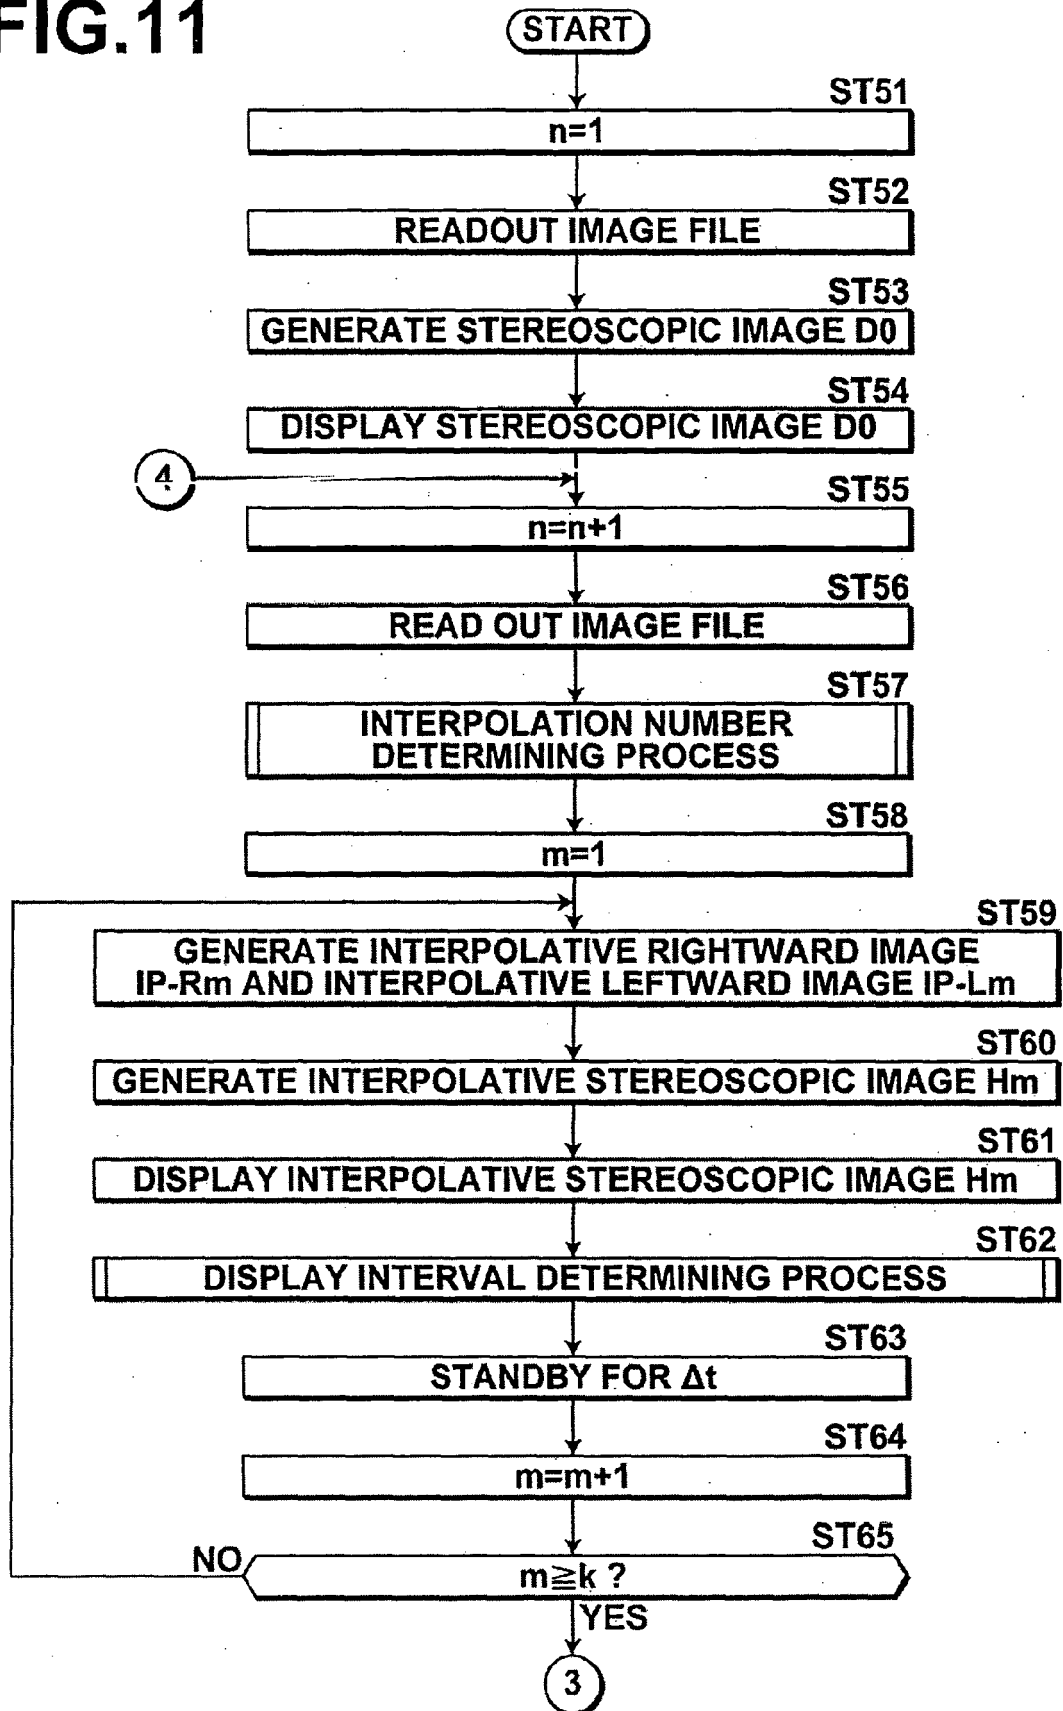 FIG.11
START
ST51
n=1
ST52
READOUT IMAGE FILE
ST53
GENERATE STEREOSCOPIC IMAGE D0
ST54
DISPLAY STEREOSCOPIC IMAGE D0
4
ST55
n=n+1
ST56
READ OUT IMAGE FILE
ST57
INTERPOLATION NUMBER
DETERMINING PROCESS
ST58
m=1
ST59
GENERATE INTERPOLATIVE RIGHTWARD IMAGE
IP-Rm AND INTERPOLATIVE LEFTWARD IMAGE IP-Lm
ST60
GENERATE INTERPOLATIVE STEREOSCOPIC IMAGE Hm
ST61
DISPLAY INTERPOLATIVE STEREOSCOPIC IMAGE Hm
ST62
DISPLAY INTERVAL DETERMINING PROCESS
ST63
STANDBY FOR Δt
ST64
m=m+1
ST65
NO
m≧k ?
YES
3